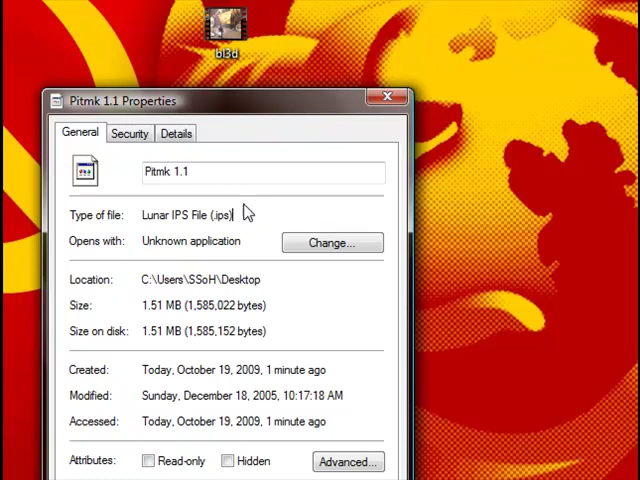 bl3d
Pitmk 1.1 Properties
General Security Details
Pitmk 1.1
Type of file: Lunar IPS File (.ips)
Opens with: Unknown application Change...
Location: C:\Users\SSoH\Desktop
Size: 1.51 MB (1,585,022 bytes)
Size on disk: 1.51 MB (1,585,152 bytes)
Created: Today, October 19, 2009, 1 minute ago
Modified: Sunday, December 18, 2005, 10:17:18 AM
Accessed: Today, October 19, 2009, 1 minute ago
Attributes: Read-only Hidden Advanced...